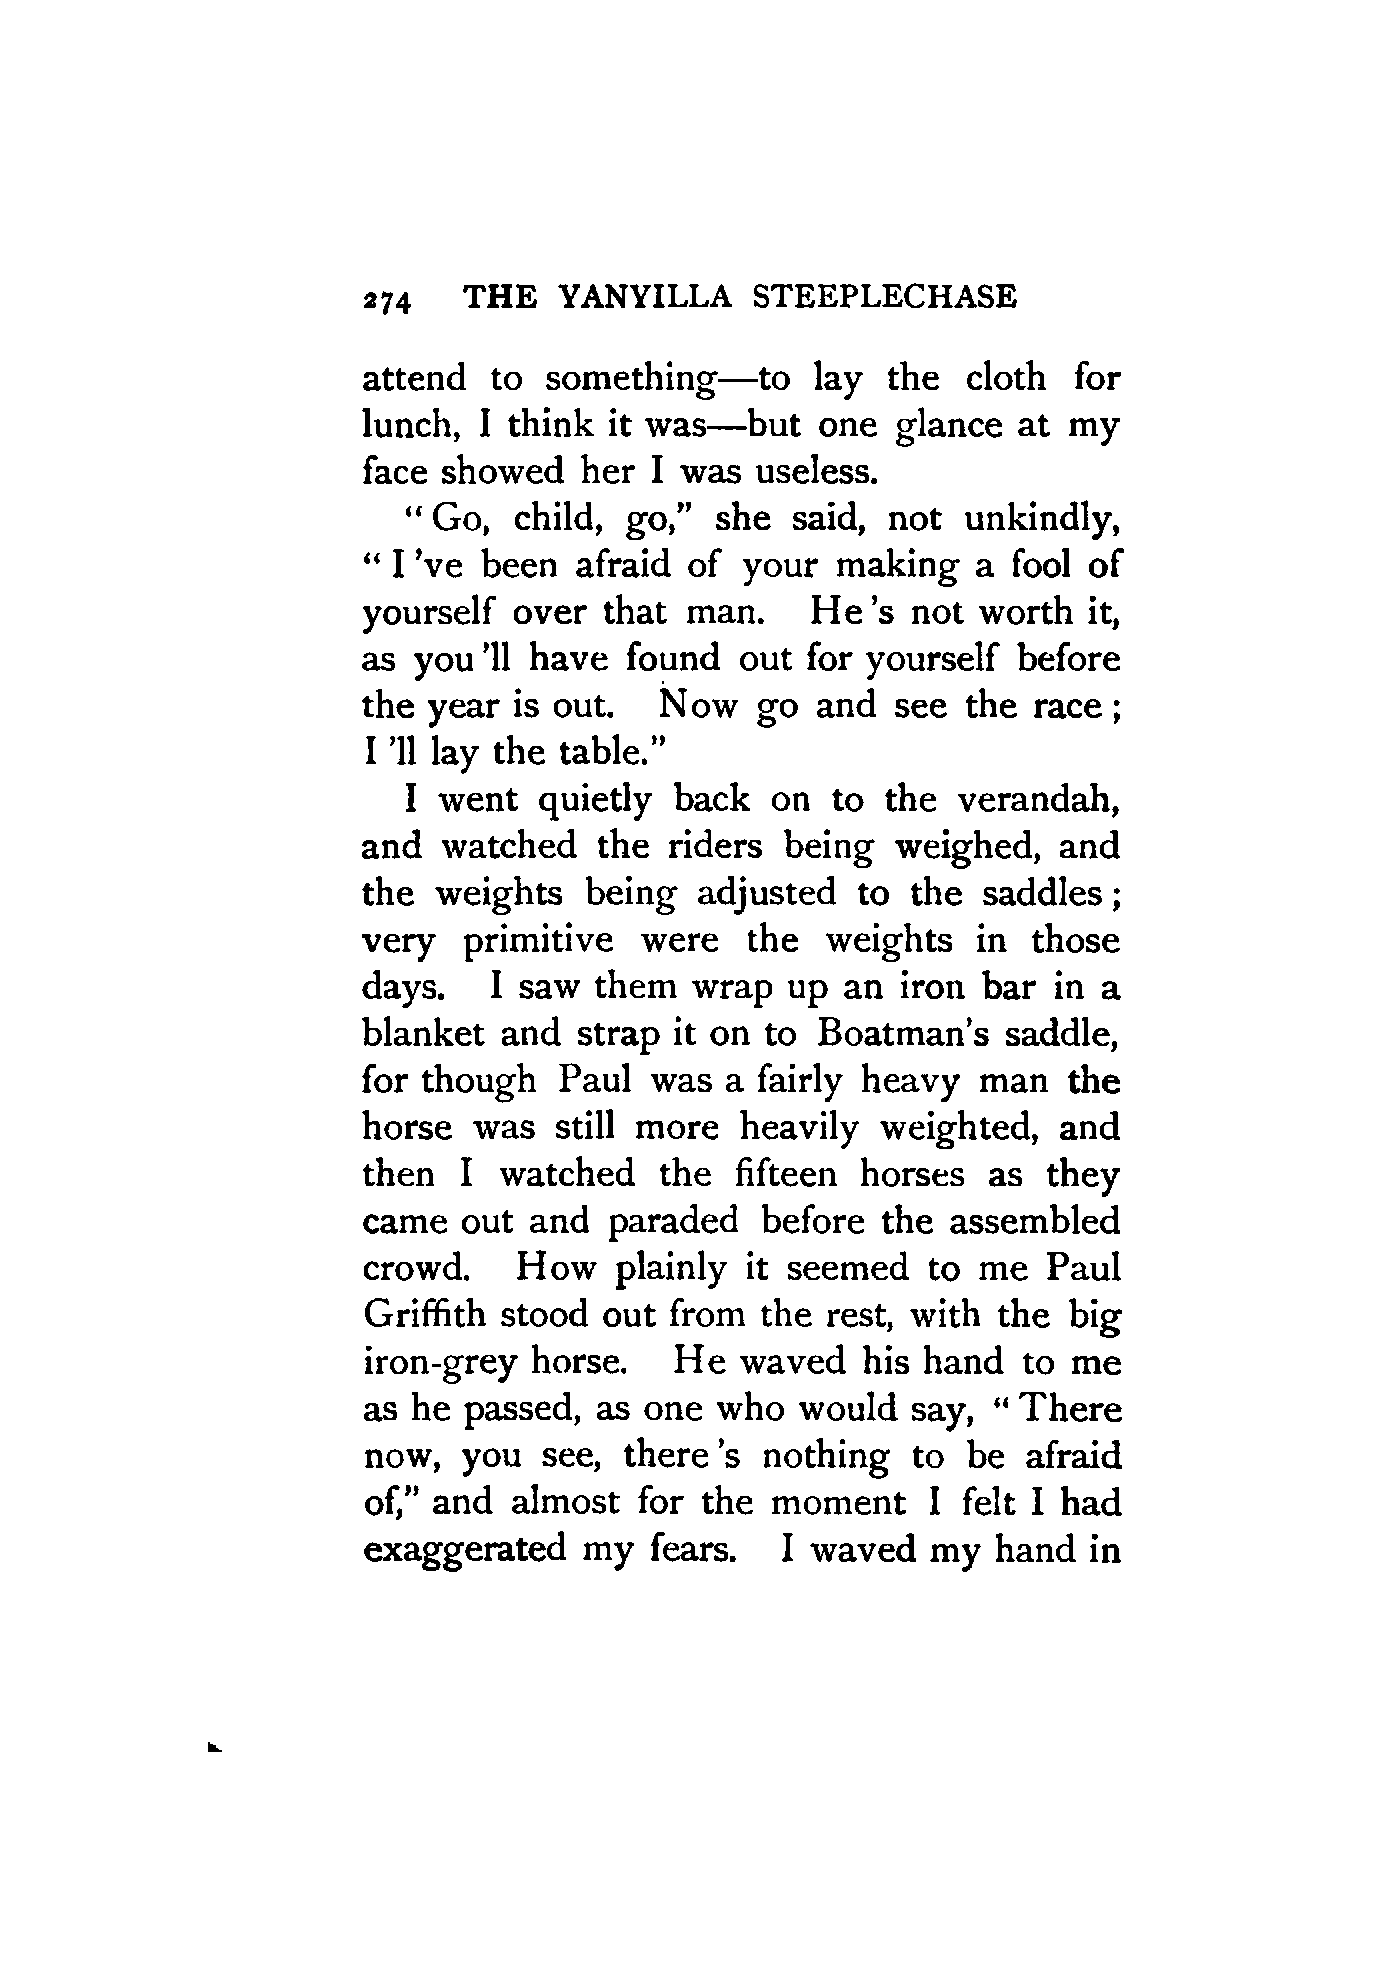 274 THE YANYILLA STEEPLECHASE
attend to something—to lay the cloth for
lunch, I think it was—but one glance at my
face showed her I was useless.
“ Go, child, go,” she said, not unkindly,
“ I 've been afraid of your making a fool of
yourself over that man. He 's not worth it,
as you 'll have found out for yourself before
the year is out. Now go and see the race ;
I 'll lay the table.”
I went quietly back on to the verandah,
and watched the riders being weighed, and
the weights being adjusted to the saddles ;
very primitive were the weights in those
days. I saw them wrap up an iron bar in a
blanket and strap it on to Boatman's saddle,
for though Paul was a fairly heavy man the
horse was still more heavily weighted, and
then I watched the fifteen horses as they
came out and paraded before the assembled
crowd. How plainly it seemed to me Paul
Griffith stood out from the rest, with the big
iron-grey horse. He waved his hand to me
as he passed, as one who would say, “ There
now, you see, there 's nothing to be afraid
of,” and almost for the moment I felt I had
exaggerated my fears. I waved my hand in